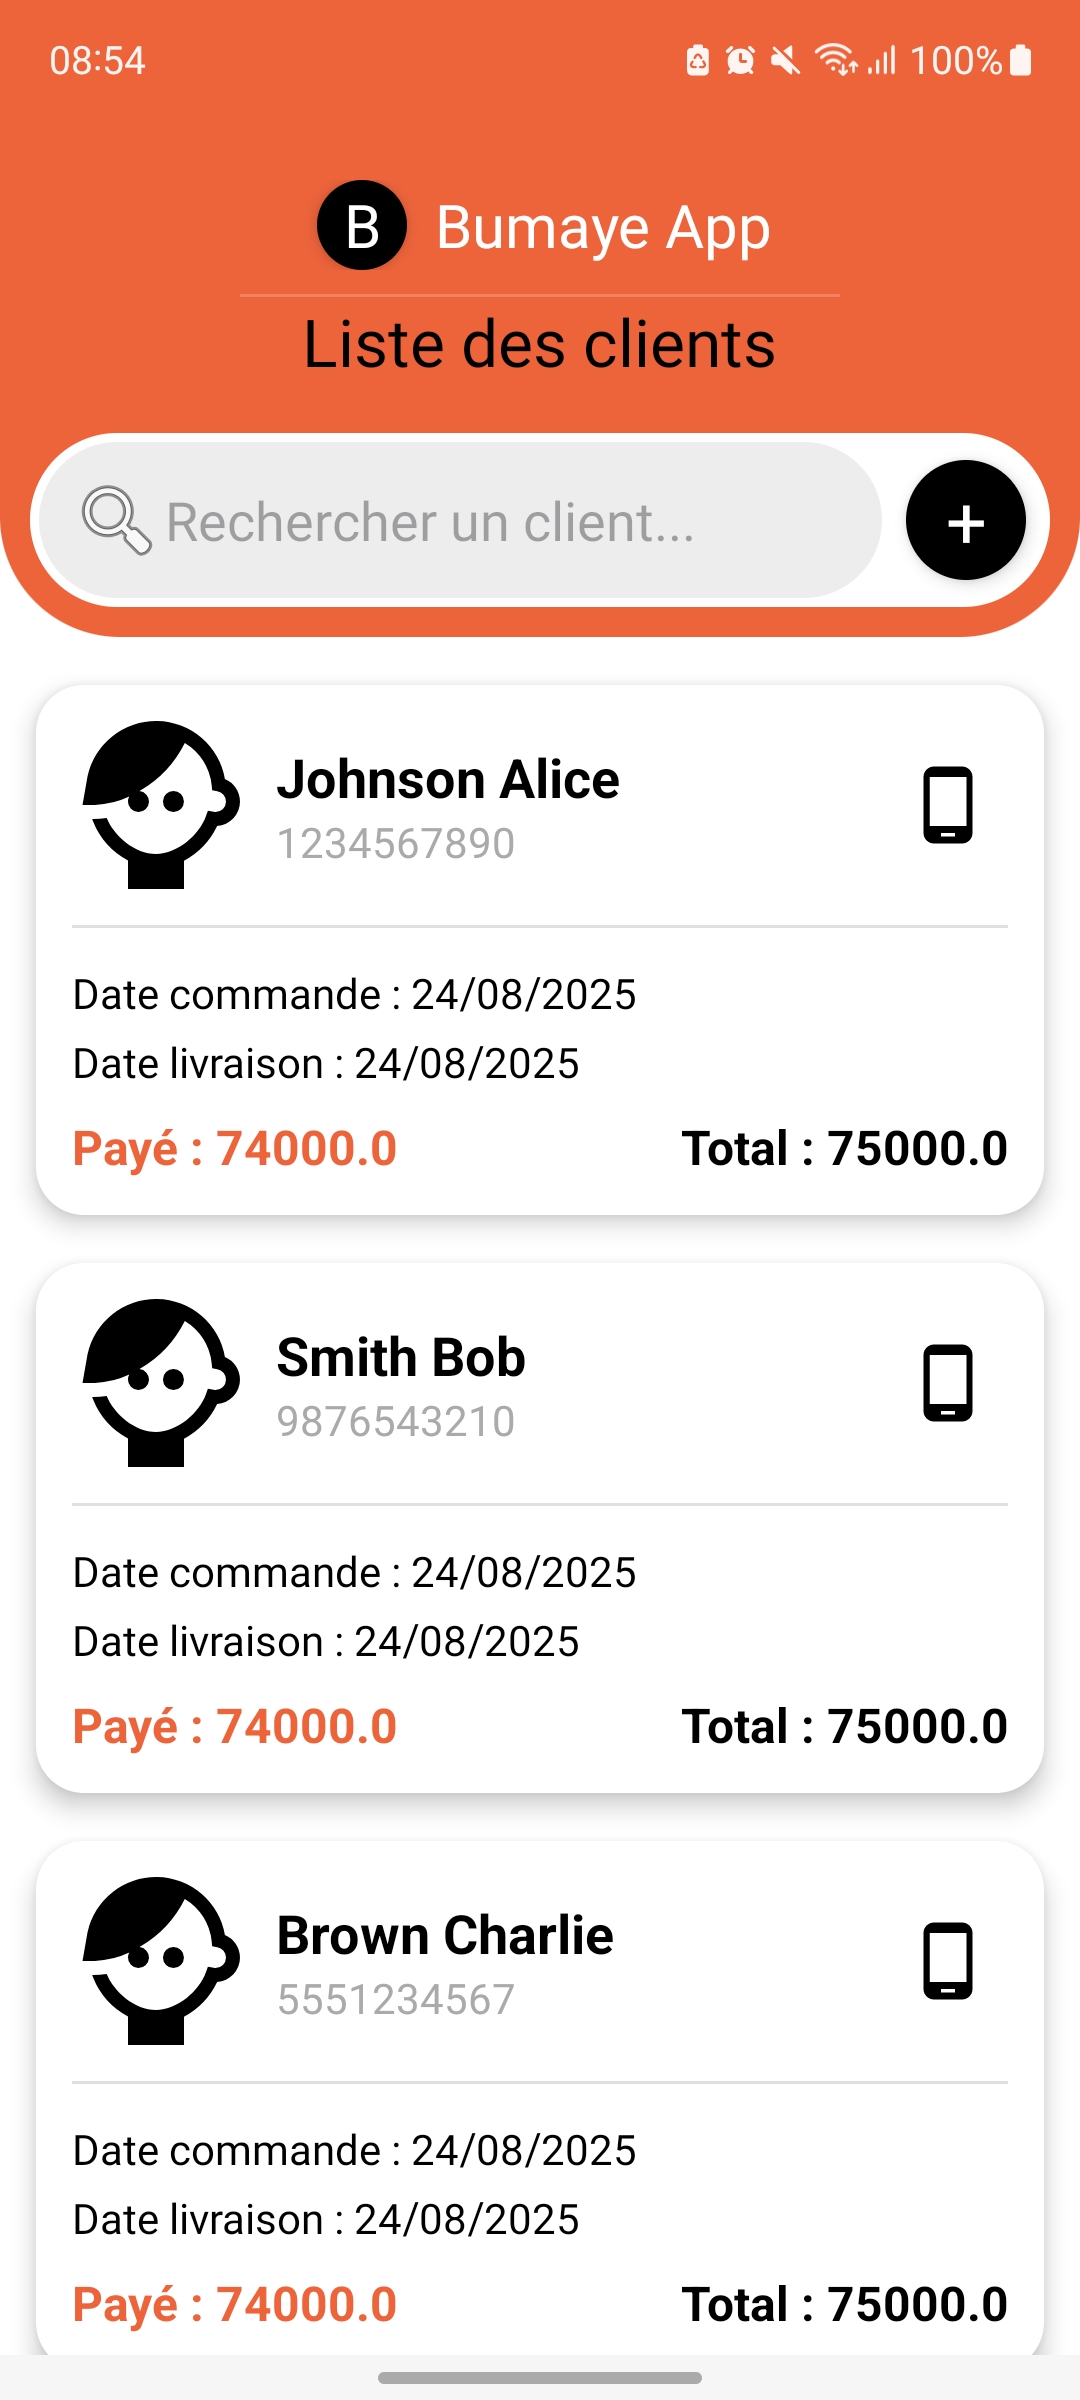 08:54 100%
B Bumaye App
Liste des clients
Rechercher un client...
+
Johnson Alice
1234567890
Date commande : 24/08/2025
Date livraison : 24/08/2025
Payé : 74000.0 Total : 75000.0
Smith Bob
9876543210
Date commande : 24/08/2025
Date livraison : 24/08/2025
Payé : 74000.0 Total : 75000.0
Brown Charlie
5551234567
Date commande : 24/08/2025
Date livraison : 24/08/2025
Payé : 74000.0 Total : 75000.0